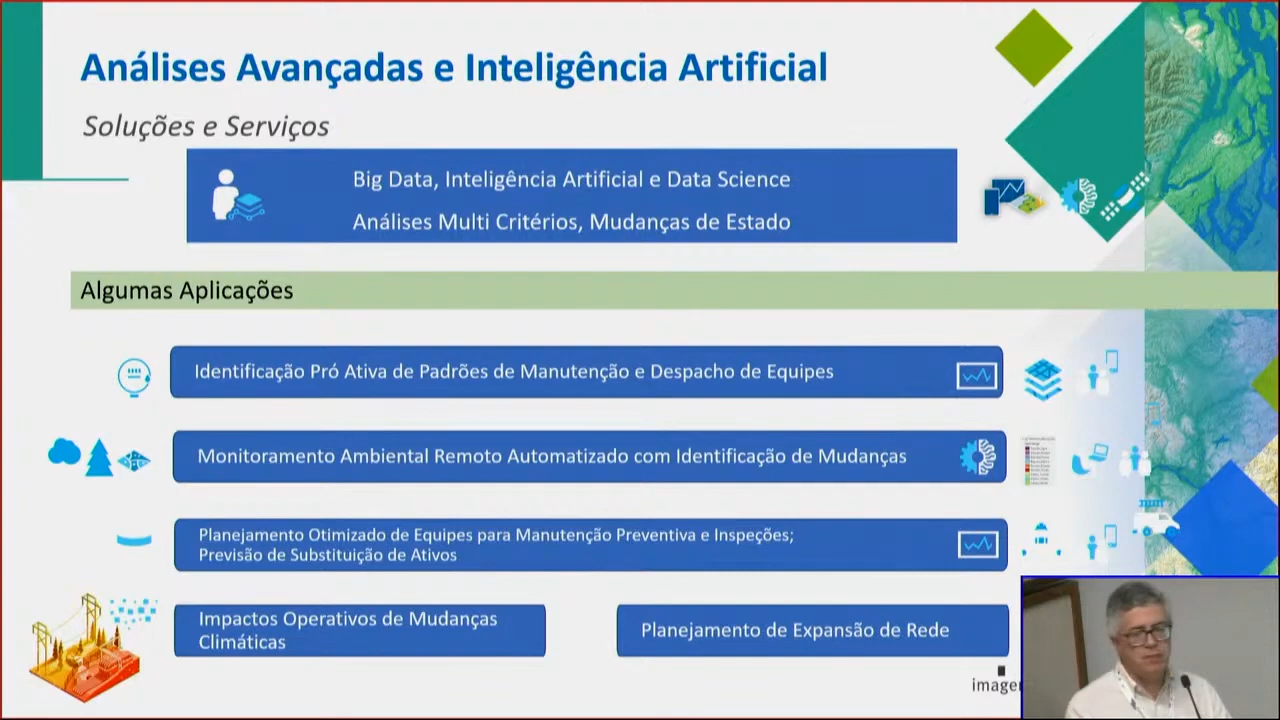 Análises Avançadas e Inteligência Artificial
Soluções e Serviços
Big Data, Inteligência Artificial e Data Science
Análises Multi Critérios, Mudanças de Estado
Algumas Aplicações
Identificação Pró Ativa de Padrões de Manutenção e Despacho de Equipes
Monitoramento Ambiental Remoto Automatizado com Identificação de Mudanças
Planejamento Otimizado de Equipes para Manutenção Preventiva e Inspeções;
Previsão de Substituição de Ativos
Impactos Operativos de Mudanças
Climáticas
Planejamento de Expansão de Rede